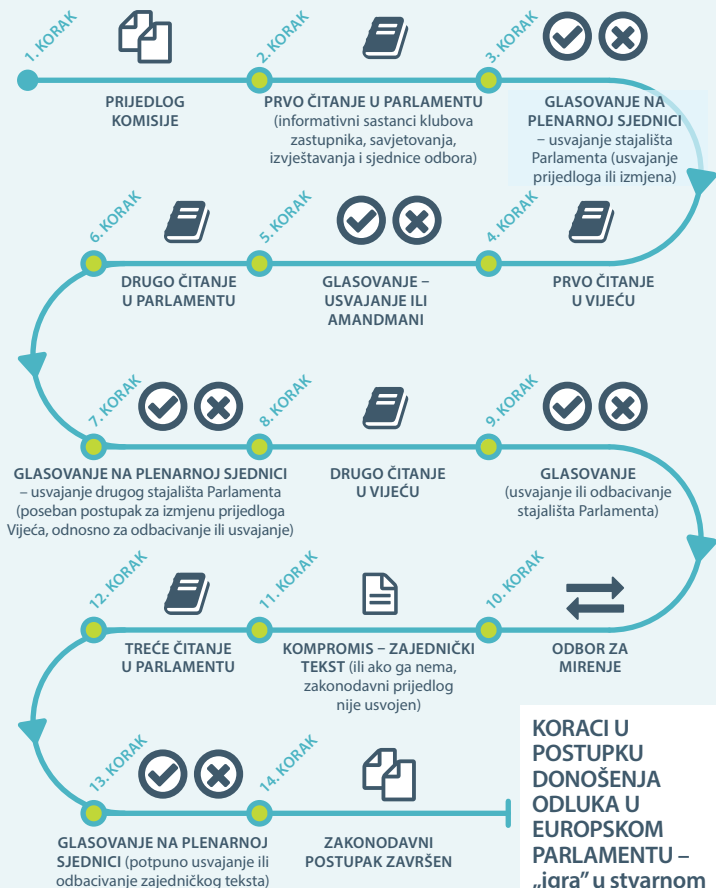 1. KORAK
PRIJEDLOG
KOMISIJE
2. KORAK
PRVO ČITANJE U PARLAMENTU
(informativni sastanci klubova
zastupnika, savjetovanja,
izvještavanja i sjednice odbora)
3. KORAK
GLASOVANJE NA
PLENARNOJ SJEDNICI
– usvajanje stajališta
Parlamenta (usvajanje
prijedloga ili izmjena)
4. KORAK
PRVO ČITANJE
U VIJEĆU
5. KORAK
GLASOVANJE –
USVAJANJE ILI
AMANDMANI
6. KORAK
DRUGO ČITANJE
U PARLAMENTU
7. KORAK
GLASOVANJE NA PLENARNOJ SJEDNICI
– usvajanje drugog stajališta Parlamenta
(poseban postupak za izmjenu prijedloga
Vijeća, odnosno za odbacivanje ili usvajanje)
8. KORAK
DRUGO ČITANJE
U VIJEĆU
9. KORAK
GLASOVANJE
(usvajanje ili odbacivanje
stajališta Parlamenta)
10. KORAK
ODBOR ZA
MIRENJE
11. KORAK
KOMPROMIS – ZAJEDNIČKI
TEKST (ili ako ga nema,
zakonodavni prijedlog
nije usvojen)
12. KORAK
TREĆE ČITANJE
U PARLAMENTU
13. KORAK
GLASOVANJE NA PLENARNOJ
SJEDNICI (potpuno usvajanje ili
odbacivanje zajedničkog teksta)
14. KORAK
ZAKONODAVNI
POSTUPAK ZAVRŠEN
KORACI U
POSTUPKU
DONOŠENJA
ODLUKA U
EUROPSKOM
PARLAMENTU –
„igra” u stvarnom